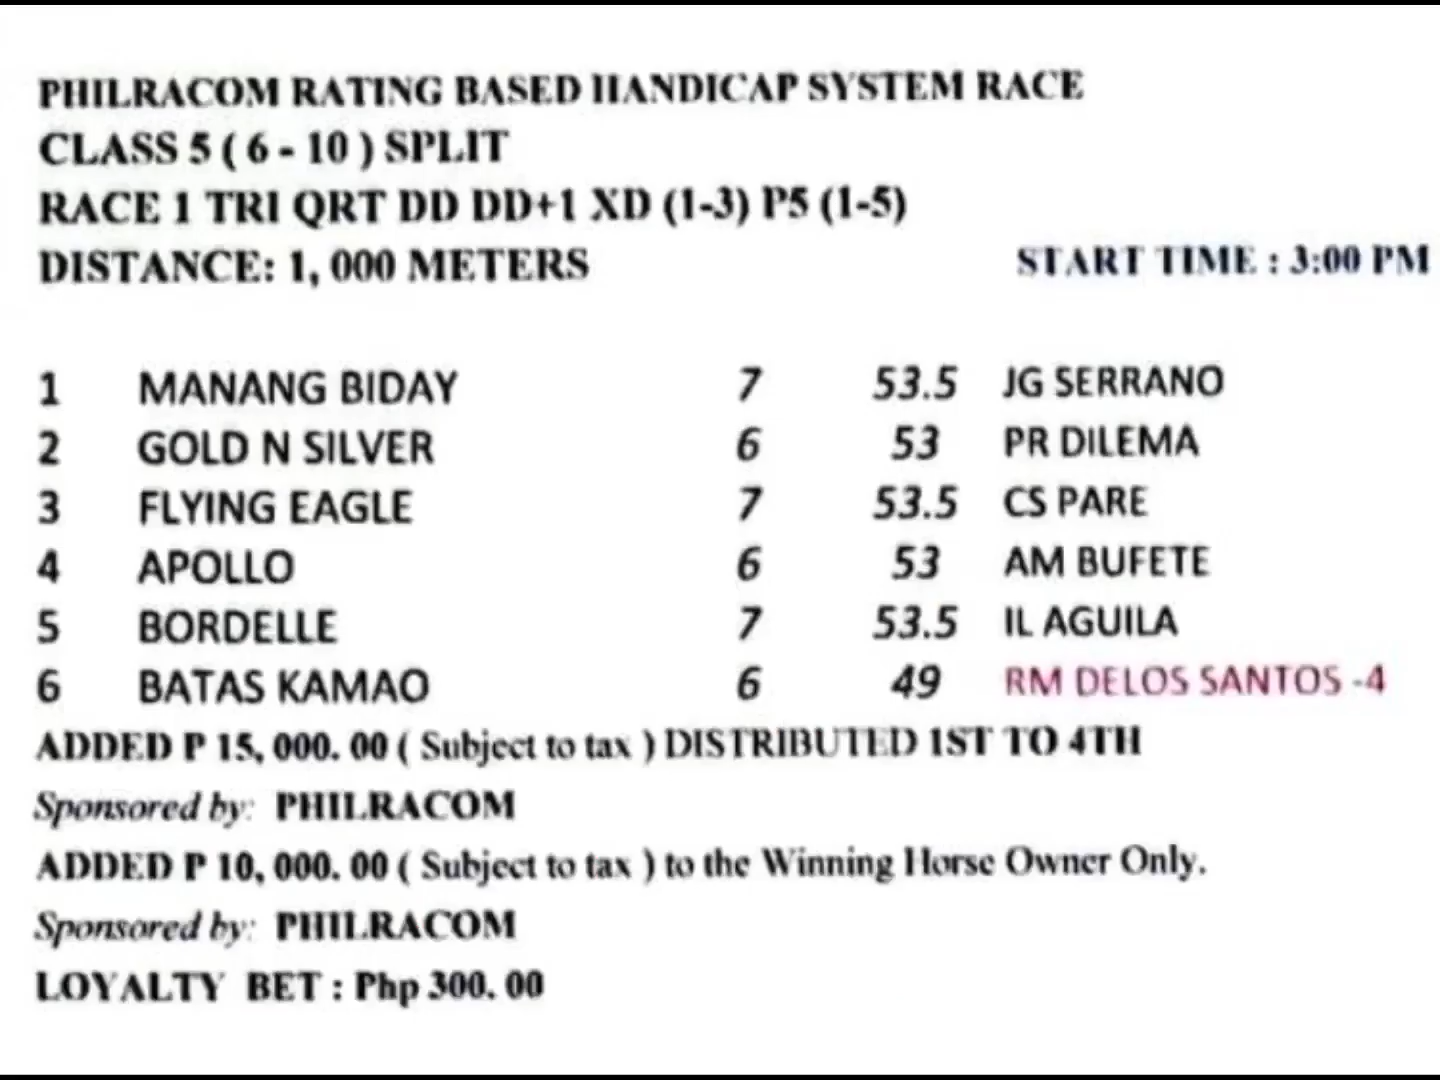 PHILRACOM RATING BASED HANDICAP SYSTEM RACE
CLASS 5 ( 6 - 10 ) SPLIT
RACE 1 TRI QRT DD DD+1 XD (1-3) P5 (1-5)
DISTANCE: 1, 000 METERS START TIME : 3:00 PM
1 MANANG BIDAY 7 53.5 JG SERRANO
2 GOLD N SILVER 6 53 PR DILEMA
3 FLYING EAGLE 7 53.5 CS PARE
4 APOLLO 6 53 AM BUFETE
5 BORDELLE 7 53.5 IL AGUILA
6 BATAS KAMAO 6 49 RM DELOS SANTOS -4
ADDED P 15, 000. 00 ( Subject to tax ) DISTRIBUTED 1ST TO 4TH
Sponsored by: PHILRACOM
ADDED P 10, 000. 00 ( Subject to tax ) to the Winning Horse Owner Only.
Sponsored by: PHILRACOM
LOYALTY BET : Php 300. 00